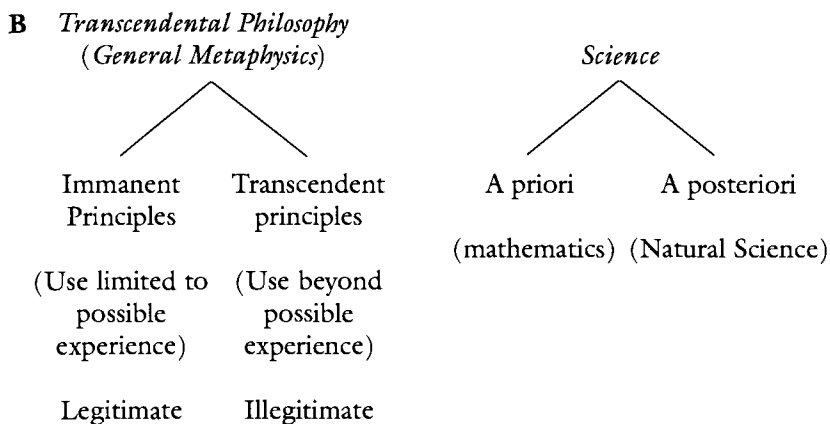 B Transcendental Philosophy
(General Metaphysics)
Science
Immanent
Principles
Transcendent
principles
A priori
A posteriori
(mathematics) (Natural Science)
(Use limited to
possible
experience)
(Use beyond
possible
experience)
Legitimate
Illegitimate